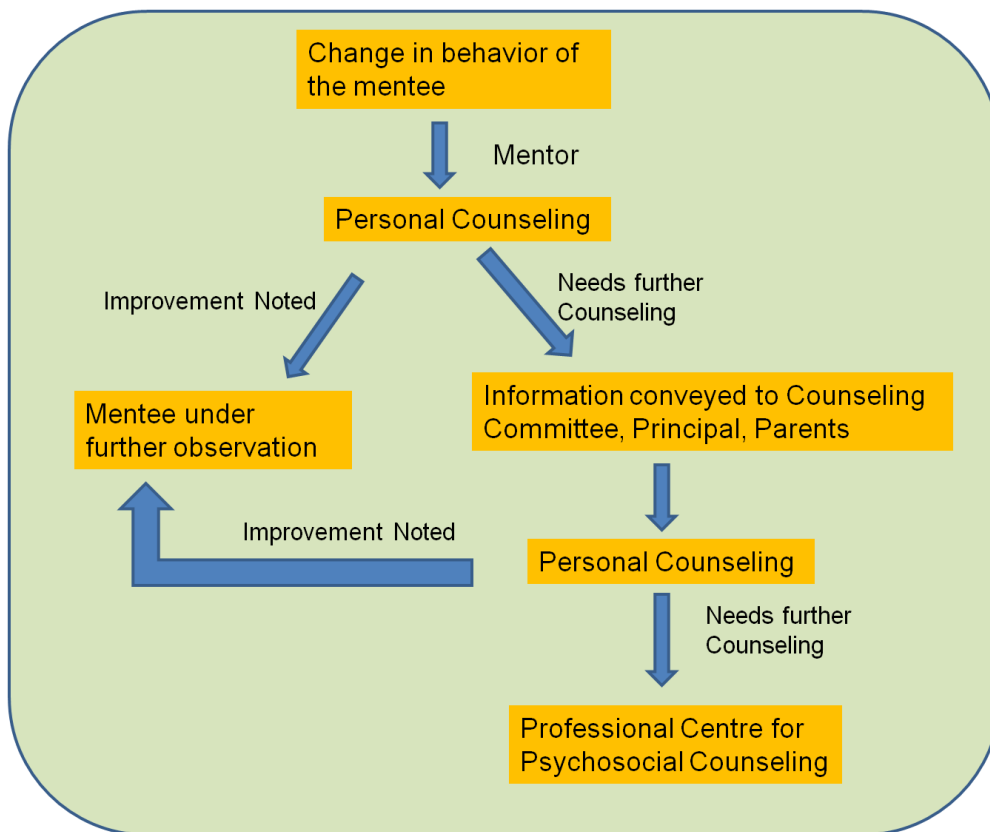 Change in behavior of
the mentee
Mentor
Personal Counseling
Improvement Noted
Needs further
Counseling
Mentee under
further observation
Information conveyed to Counseling
Committee, Principal, Parents
Improvement Noted
Personal Counseling
Needs further
Counseling
Professional Centre for
Psychosocial Counseling